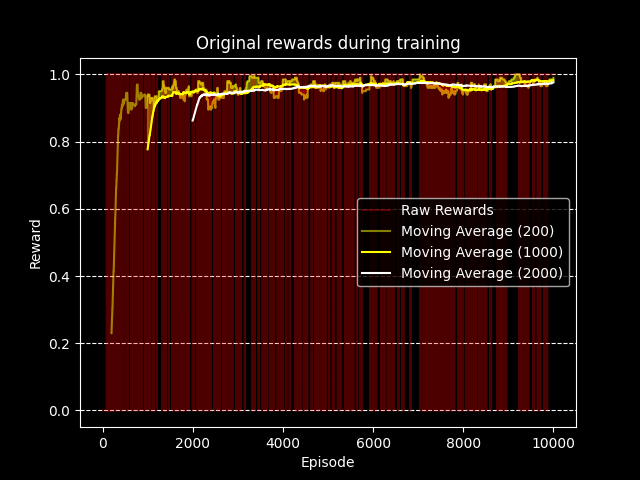 Original rewards during training
1.0
0.8
0.6
0.4
0.2
0.0
Reward
Raw Rewards
Moving Average (200)
Moving Average (1000)
Moving Average (2000)
0 2000 4000 6000 8000 10000
Episode